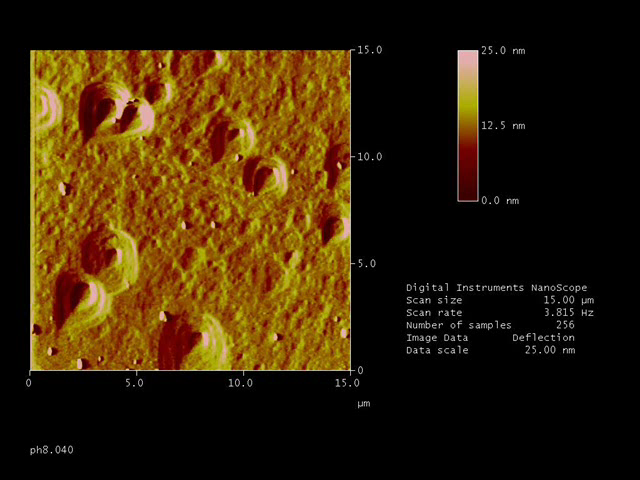 15.0
10.0
5.0
0
0 5.0 10.0 15.0
µm
25.0 nm
12.5 nm
0.0 nm
Digital Instruments NanoScope
Scan size 15.00 µm
Scan rate 3.815 Hz
Number of samples 256
Image Data Deflection
Data scale 25.00 nm
ph8.040